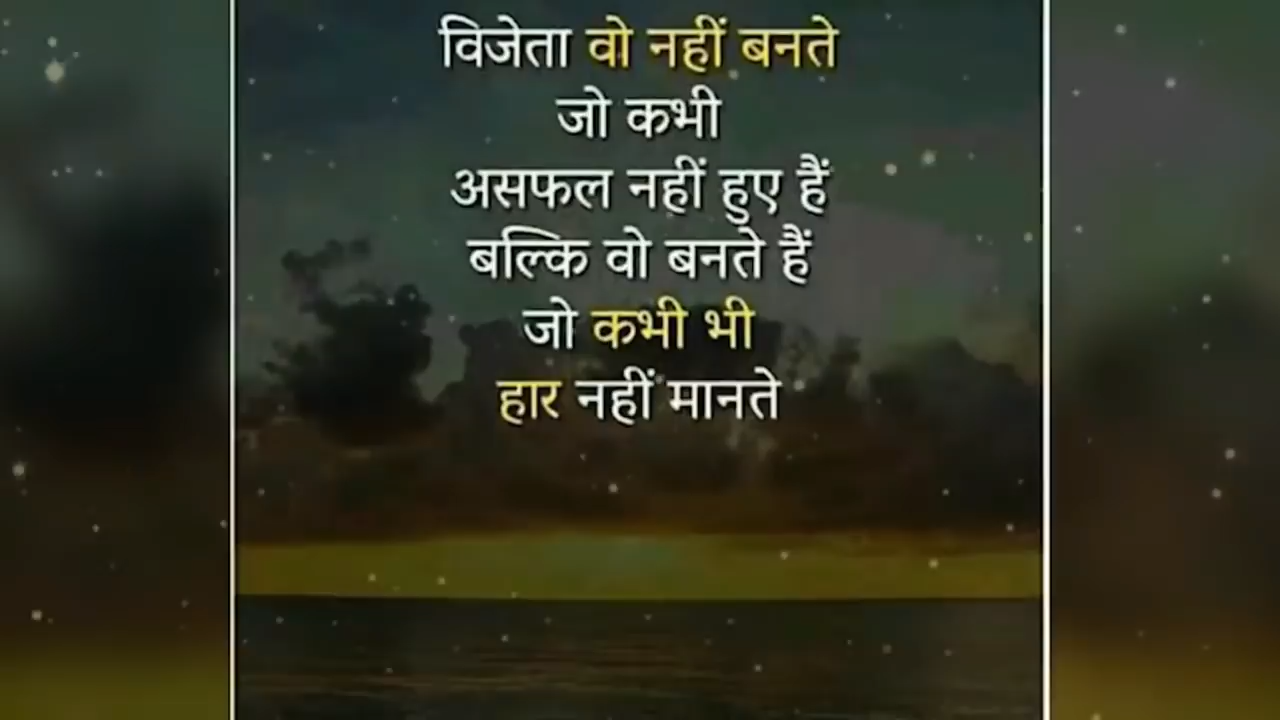 विजेता वो नहीं बनते
जो कभी
असफल नहीं हुए हैं
बल्कि वो बनते हैं
जो कभी भी
हार नहीं मानते